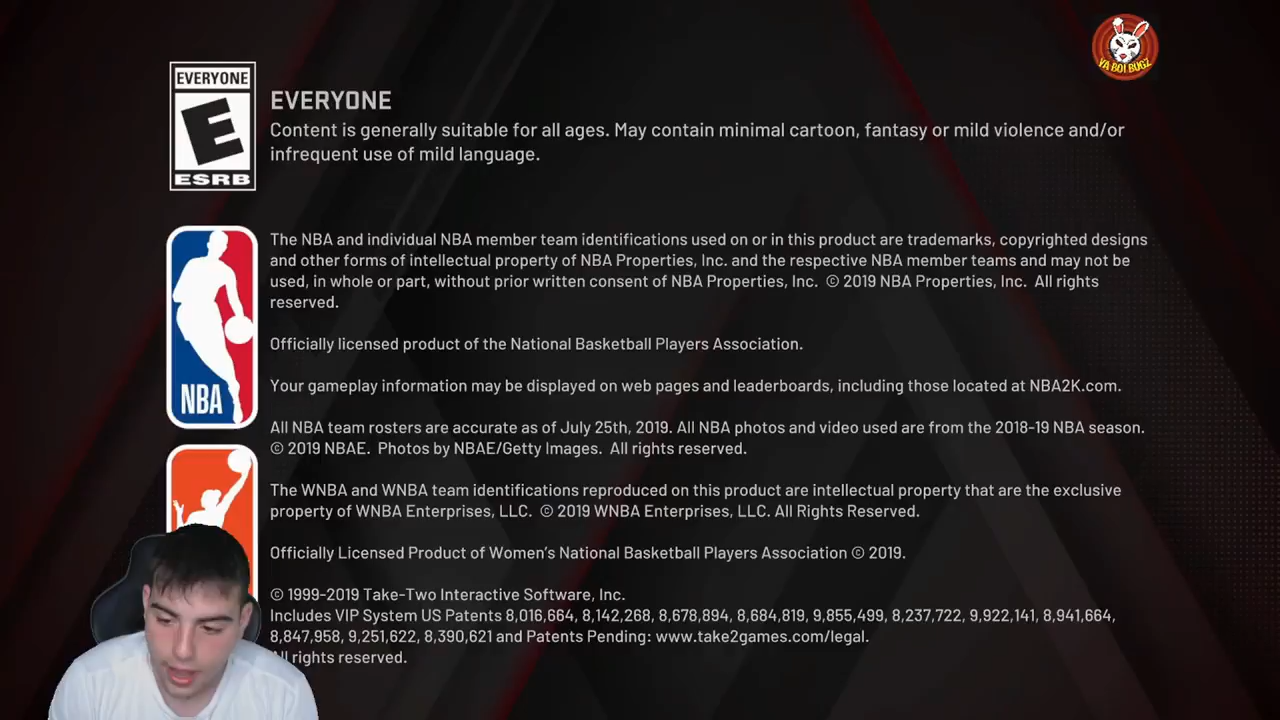 YA BOI BUGZ
EVERYONE
E
ESRB
EVERYONE
Content is generally suitable for all ages. May contain minimal cartoon, fantasy or mild violence and/or
infrequent use of mild language.
NBA
The NBA and individual NBA member team identifications used on or in this product are trademarks, copyrighted designs
and other forms of intellectual property of NBA Properties, Inc. and the respective NBA member teams and may not be
used, in whole or part, without prior written consent of NBA Properties, Inc. © 2019 NBA Properties, Inc. All rights
reserved.
Officially licensed product of the National Basketball Players Association.
Your gameplay information may be displayed on web pages and leaderboards, including those located at NBA2K.com.
All NBA team rosters are accurate as of July 25th, 2019. All NBA photos and video used are from the 2018-19 NBA season.
© 2019 NBAE. Photos by NBAE/Getty Images. All rights reserved.
The WNBA and WNBA team identifications reproduced on this product are intellectual property that are the exclusive
property of WNBA Enterprises, LLC. © 2019 WNBA Enterprises, LLC. All Rights Reserved.
Officially Licensed Product of Women's National Basketball Players Association © 2019.
© 1999-2019 Take-Two Interactive Software, Inc.
Includes VIP System US Patents 8,016,664, 8,142,268, 8,678,894, 8,684,819, 9,855,499, 8,237,722, 9,922,141, 8,941,664,
8,847,958, 9,251,622, 8,390,621 and Patents Pending: www.take2games.com/legal.
All rights reserved.